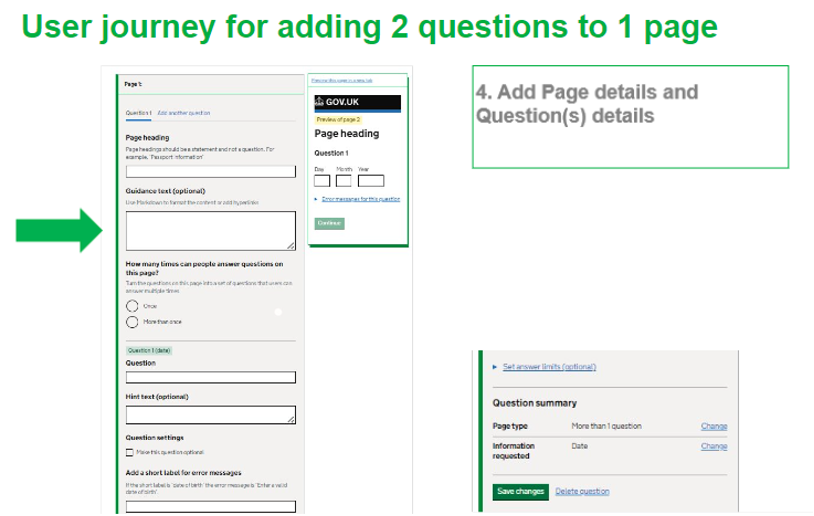 User journey for adding 2 questions to 1 page
Page 1:
Question 1 Add another question
Page heading
Page headings should be a statement and not a question. For
example, 'Passport information'
Guidance text (optional)
Use Markdown to format the content or add hyperlinks
How many times can people answer questions on
this page?
Turn the questions on this page into a set of questions that users can
answer multiple times
Once
More than once
Question 1 (date)
Question
Hint text (optional)
Question settings
Make this question optional
Add a short label for error messages
If the short label is 'date of birth' the error message is 'Enter a valid
date of birth'
Preview this page in a new tab
GOV.UK
Preview of page 2
Page heading
Question 1
Day Month Year
Error messages for this question
Continue
4. Add Page details and
Question(s) details
Set answer limits (optional)
Question summary
Page type More than 1 question Change
Information
requested Date Change
Save changes Delete question